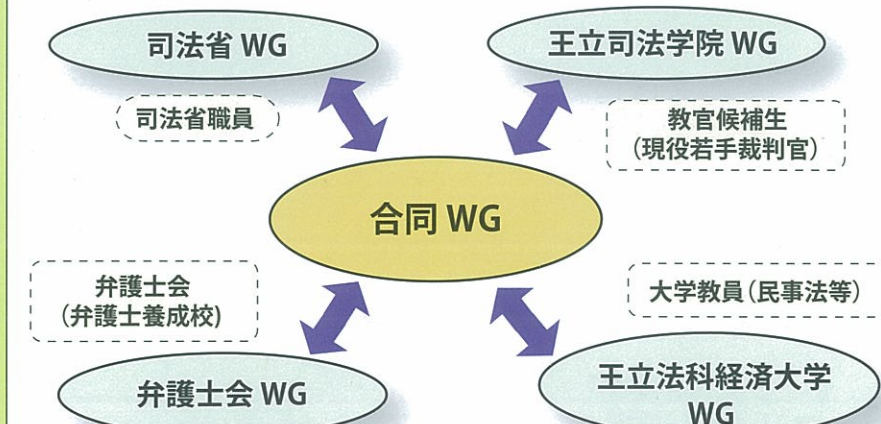 司法省 WG
王立司法学院 WG
司法省職員
教官候補生
(現役若手裁判官)
合同 WG
弁護士会
(弁護士養成校)
大学教員(民事法等)
弁護士会 WG
王立法科経済大学
WG